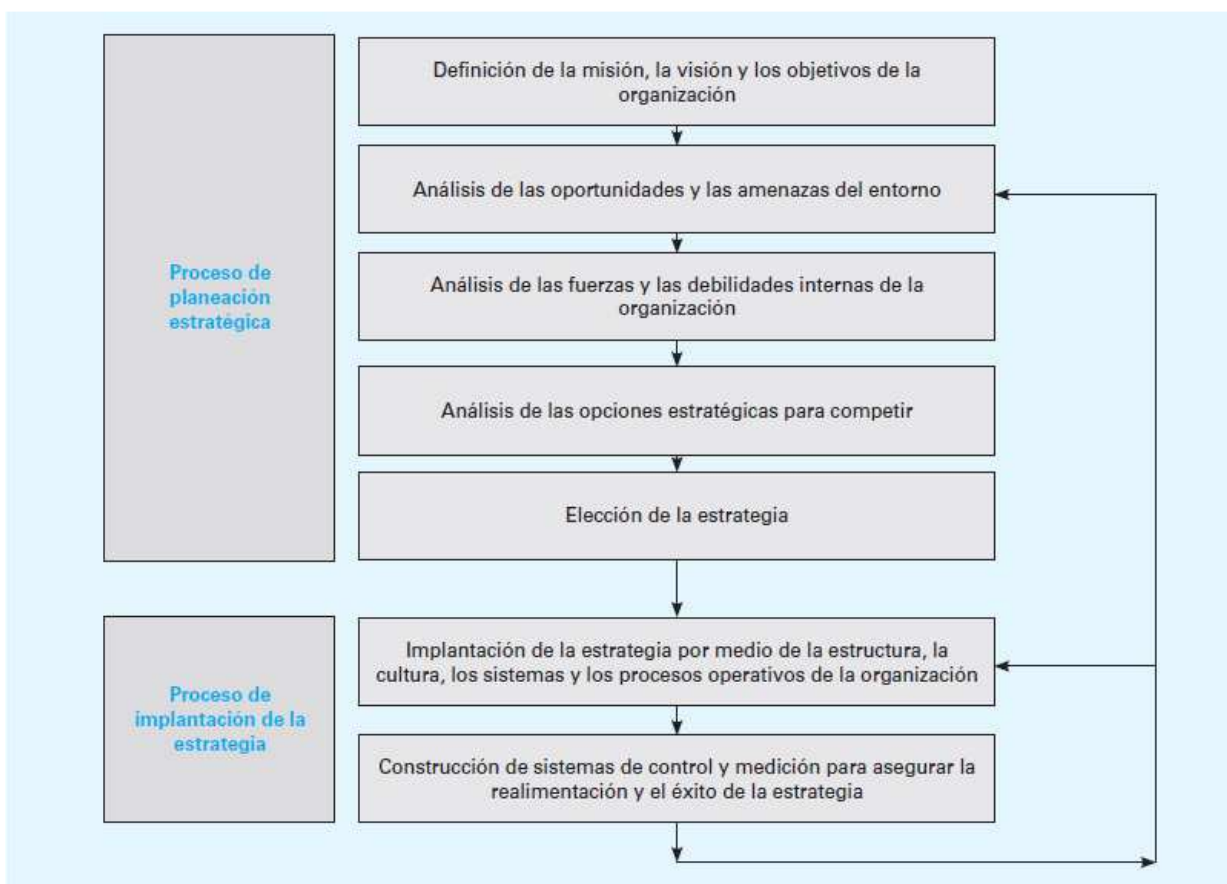 Definición de la misión, la visión y los objetivos de la
organización
Análisis de las oportunidades y las amenazas del entorno
Proceso de
planeación
estratégica
Análisis de las fuerzas y las debilidades internas de la
organización
Análisis de las opciones estratégicas para competir
Elección de la estrategia
Proceso de
implantación de la
estrategia
Implantación de la estrategia por medio de la estructura, la
cultura, los sistemas y los procesos operativos de la organización
Construcción de sistemas de control y medición para asegurar la
realimentación y el éxito de la estrategia